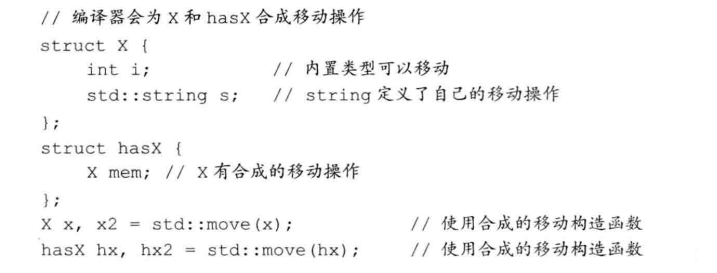 // 编译器会为 X 和 hasX 合成移动操作
struct X {
    int i;            // 内置类型可以移动
    std::string s;    // string 定义了自己的移动操作
};
struct hasX {
    X mem; // X 有合成的移动操作
};
X x, x2 = std::move(x);            // 使用合成的移动构造函数
hasX hx, hx2 = std::move(hx);      // 使用合成的移动构造函数